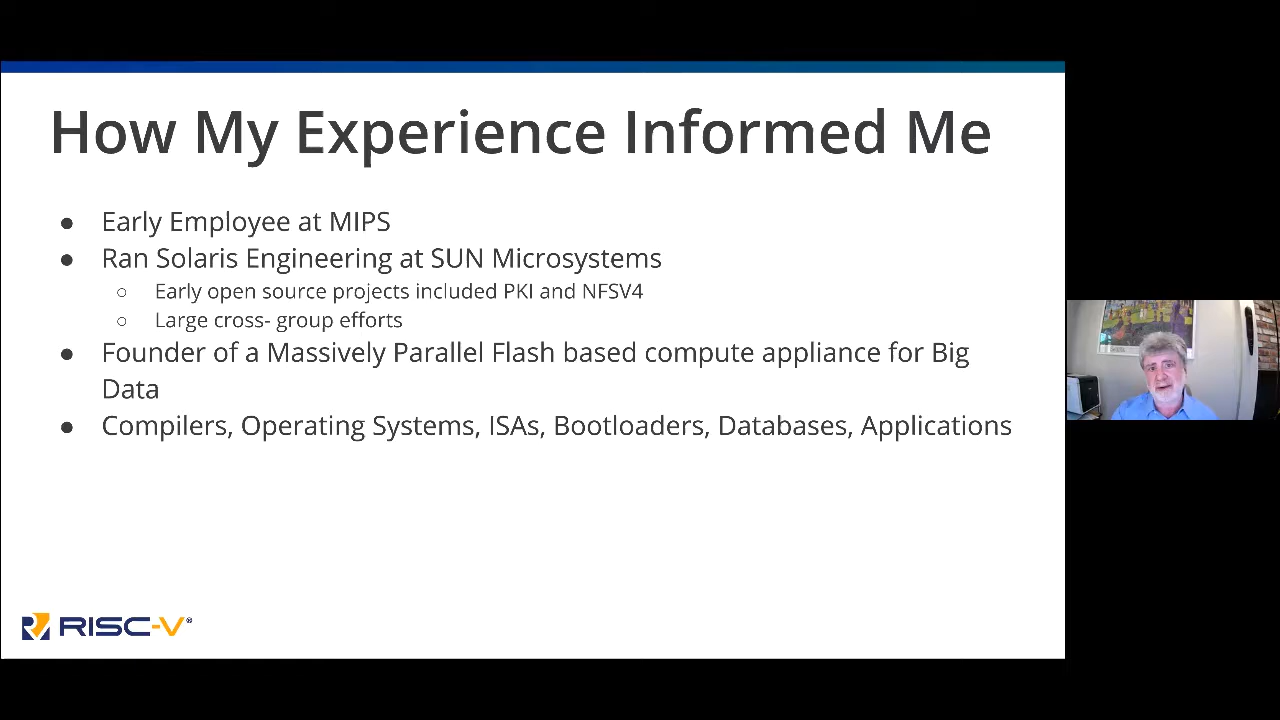 How My Experience Informed Me
● Early Employee at MIPS
● Ran Solaris Engineering at SUN Microsystems
○ Early open source projects included PKI and NFSV4
○ Large cross- group efforts
● Founder of a Massively Parallel Flash based compute appliance for Big
Data
● Compilers, Operating Systems, ISAs, Bootloaders, Databases, Applications
RISC-V®